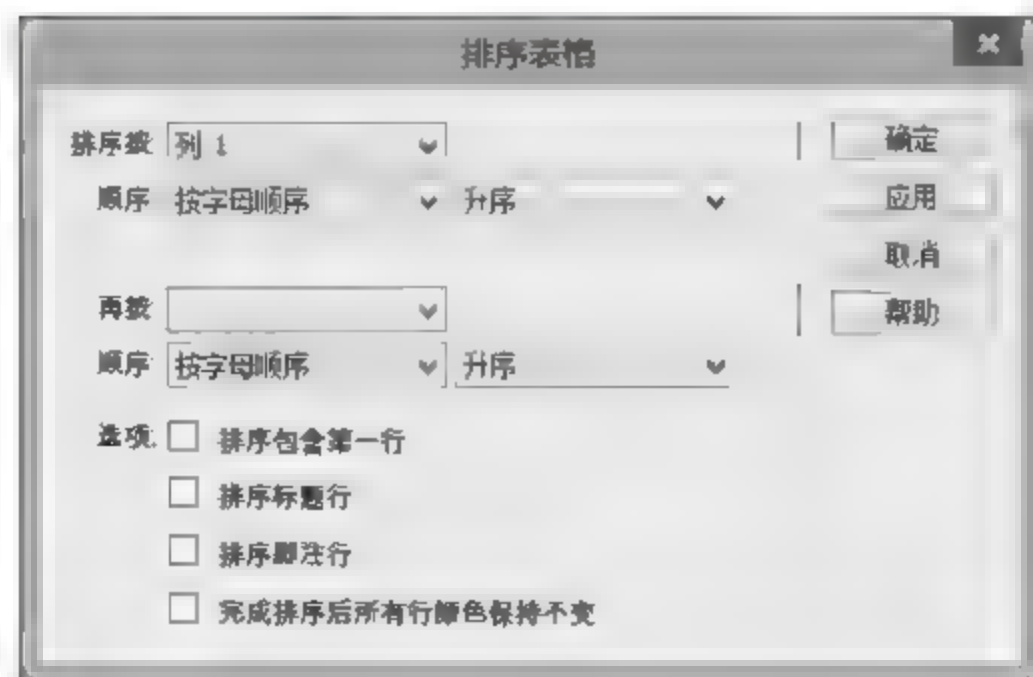 排序表格
排序按 列 1 确定
顺序 按字母顺序 升序 应用
取消
再按 帮助
顺序 按字母顺序 升序
选项 排序包含第一行
排序标题行
排序脚注行
完成排序后所有行颜色保持不变